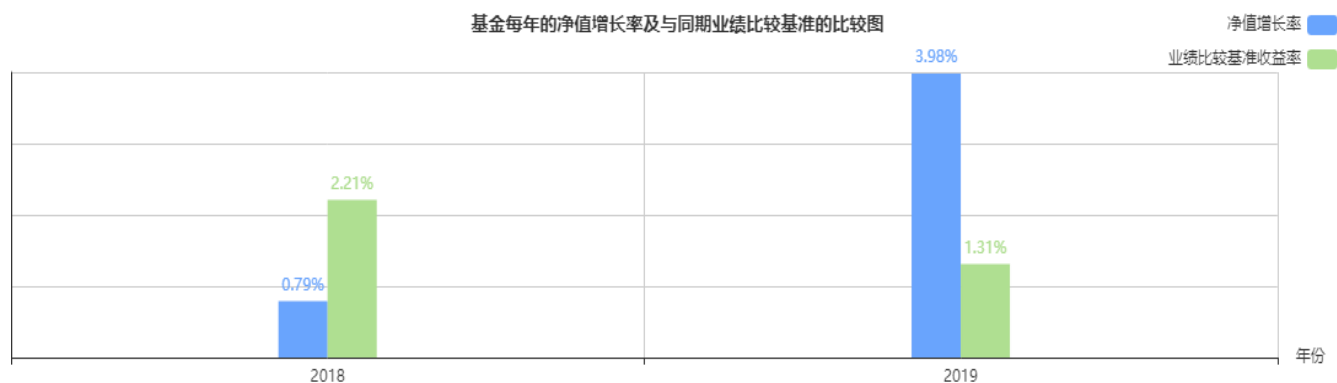 基金每年的净值增长率及与同期业绩比较基准的比较图
净值增长率
业绩比较基准收益率
3.98%
2.21%
1.31%
0.79%
年份
2018
2019